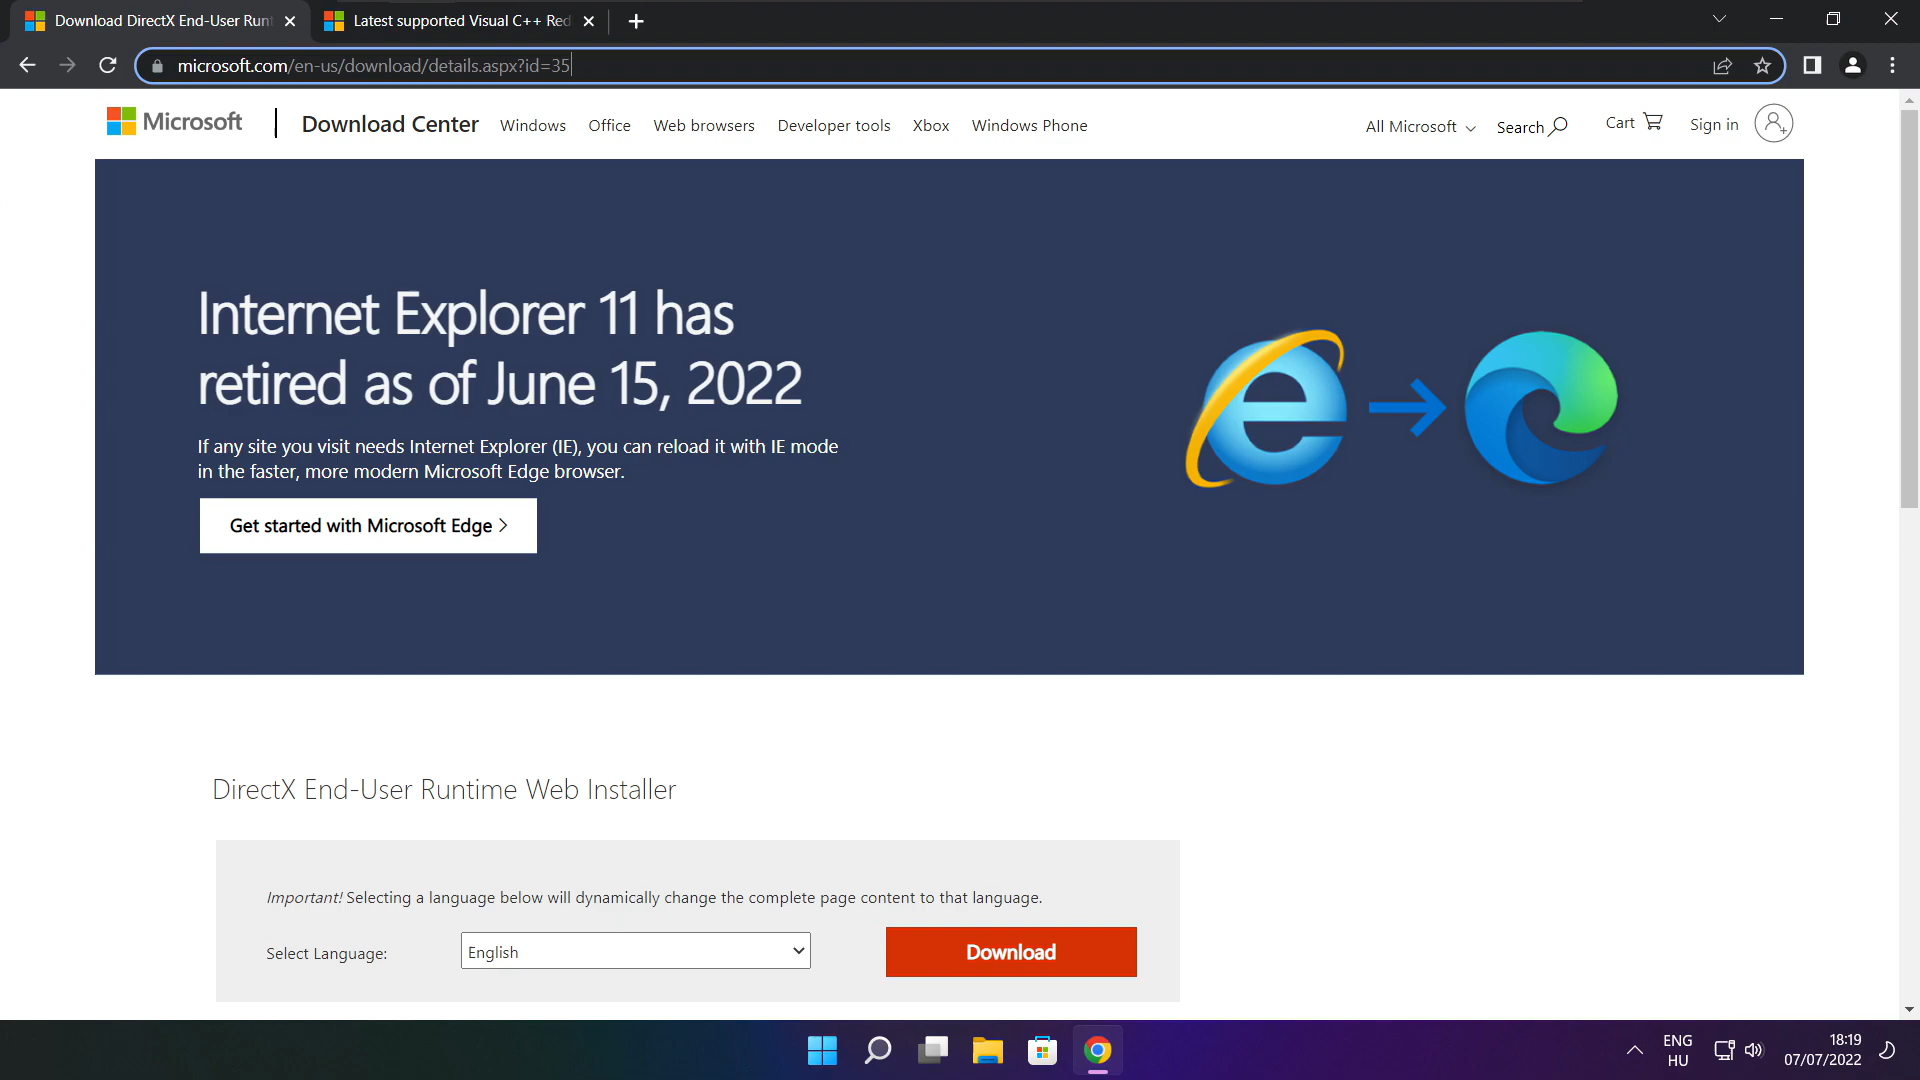 Download DirectX End-User Runt
Latest supported Visual C++ Red
microsoft.com/en-us/download/details.aspx?id=35
Microsoft
Download Center
Windows
Office
Web browsers
Developer tools
Xbox
Windows Phone
All Microsoft
Search
Cart
Sign in
Internet Explorer 11 has
retired as of June 15, 2022
If any site you visit needs Internet Explorer (IE), you can reload it with IE mode
in the faster, more modern Microsoft Edge browser.
Get started with Microsoft Edge >
DirectX End-User Runtime Web Installer
Important! Selecting a language below will dynamically change the complete page content to that language.
Select Language:
English
Download
ENG
HU
18:19
07/07/2022